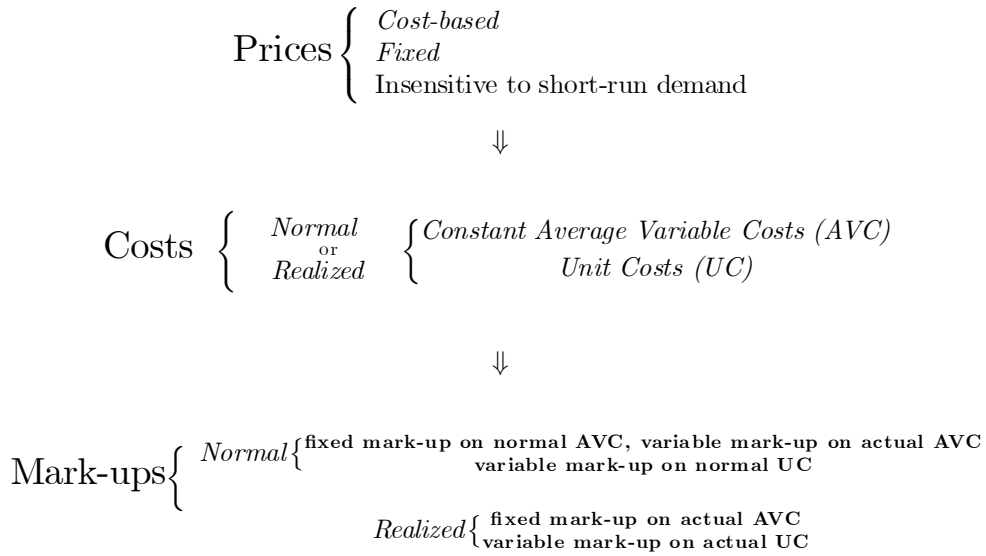 Prices { Cost-based
Fixed
Insensitive to short-run demand
⇓
Costs { Normal or Realized { Constant Average Variable Costs (AVC)
Unit Costs (UC)
⇓
Mark-ups { Normal { fixed mark-up on normal AVC, variable mark-up on actual AVC
variable mark-up on normal UC
Realized { fixed mark-up on actual AVC
variable mark-up on actual UC